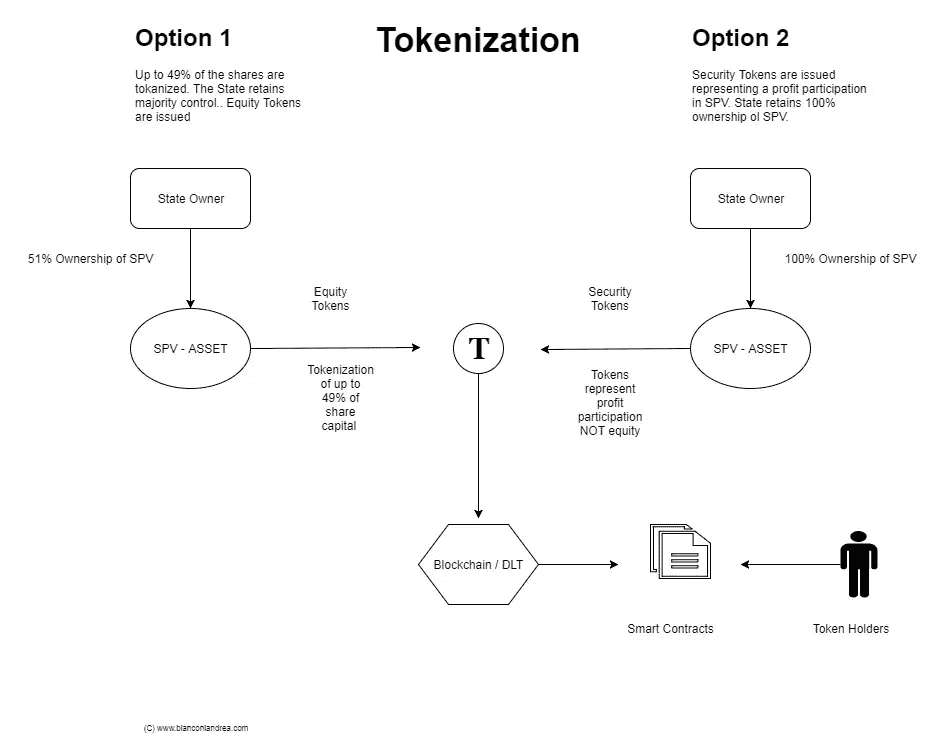 Option 1
Tokenization
Option 2
Up to 49% of the shares are
tokanized. The State retains
majority control.. Equity Tokens
are issued
Security Tokens are issued
representing a profit participation
in SPV. State retains 100%
ownership ol SPV.
State Owner
State Owner
51% Ownership of SPV
100% Ownership of SPV
Equity
Tokens
Security
Tokens
SPV - ASSET
T
SPV - ASSET
Tokenization
of up to
49% of
share
capital
Tokens
represent
profit
participation
NOT equity
Blockchain / DLT
Smart Contracts
Token Holders
(C) www.bianconiandrea.com